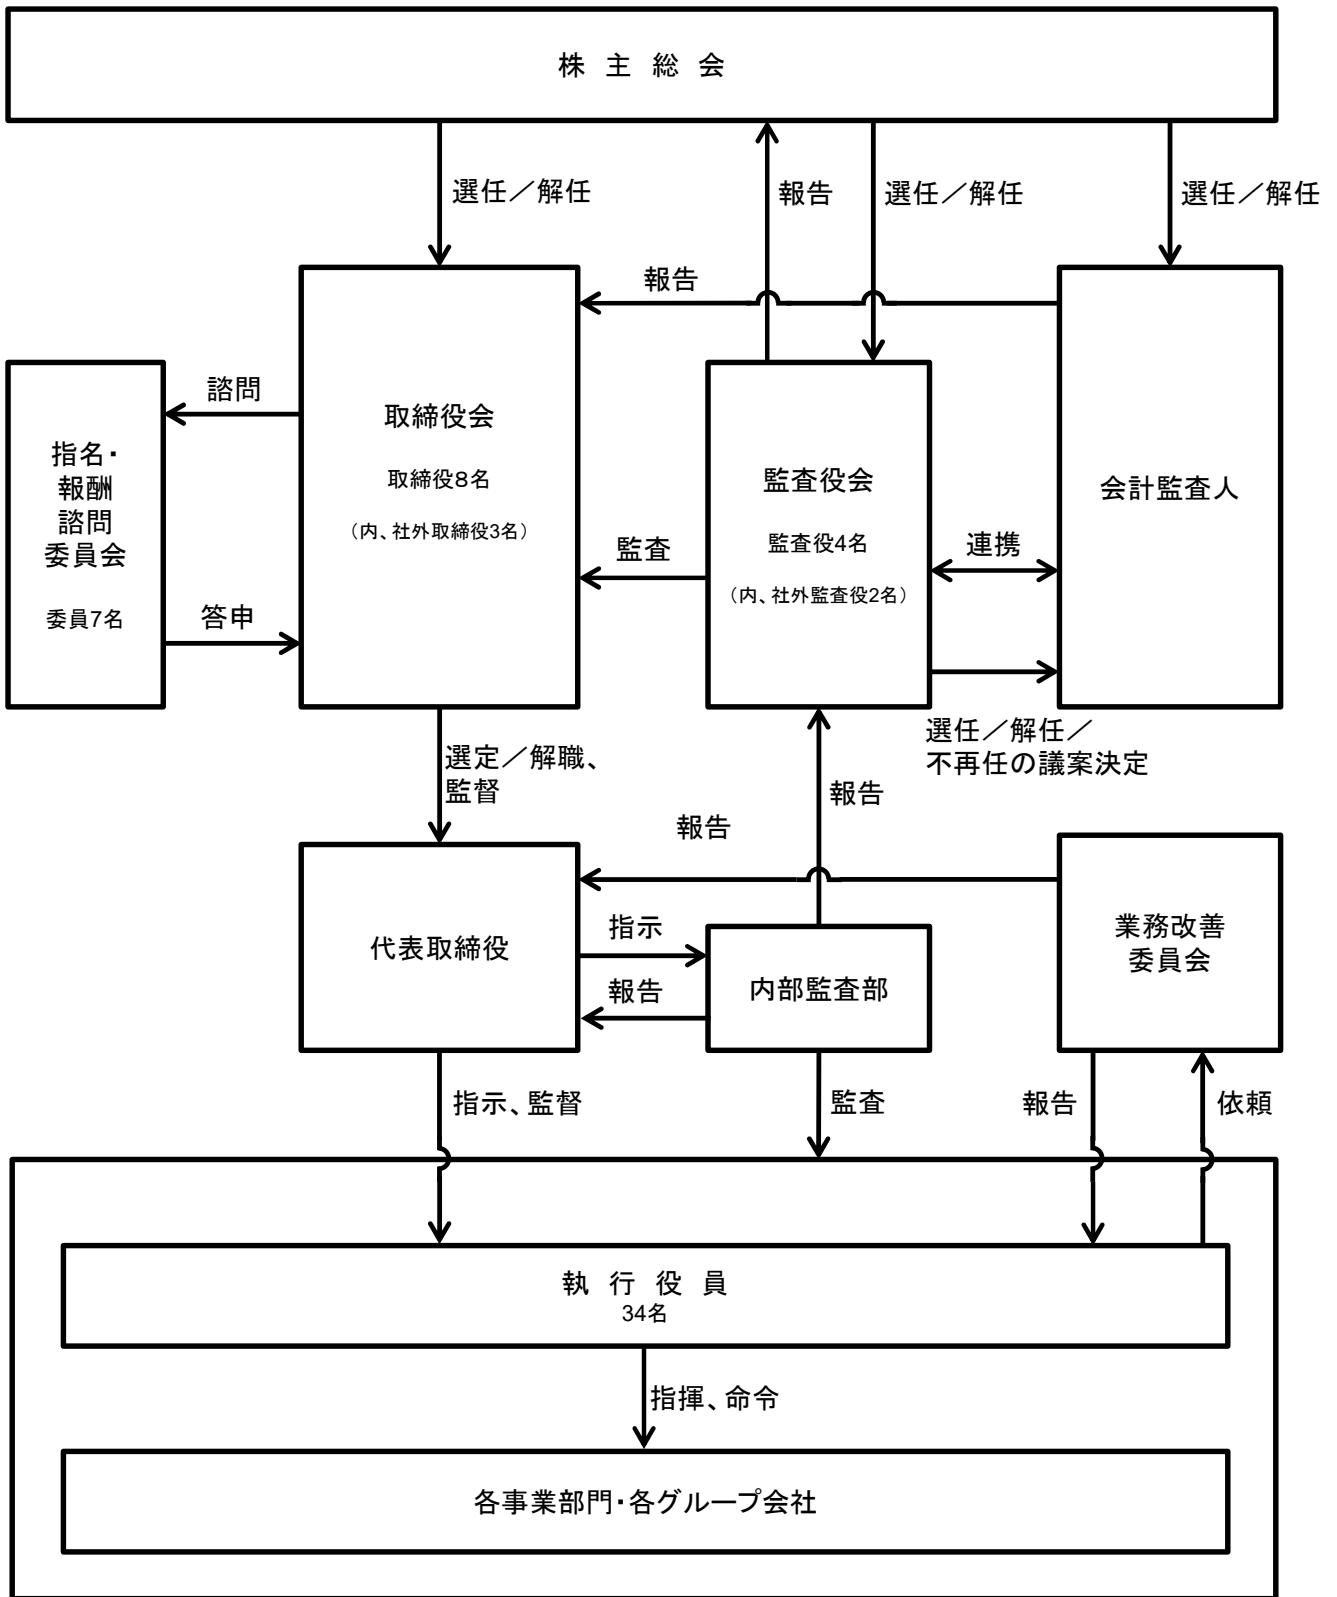 株 主 総 会
選任／解任
報告
選任／解任
選任／解任
報告
諮問
指名・
報酬
諮問
委員会
委員7名
答申
取締役会
取締役8名
（内、社外取締役3名）
監査
監査役会
監査役4名
（内、社外監査役2名）
連携
会計監査人
選任／解任／
不再任の議案決定
選定／解職、
監督
報告
報告
代表取締役
指示
報告
内部監査部
業務改善
委員会
指示、監督
監査
報告
依頼
執 行 役 員
34名
指揮、命令
各事業部門・各グループ会社